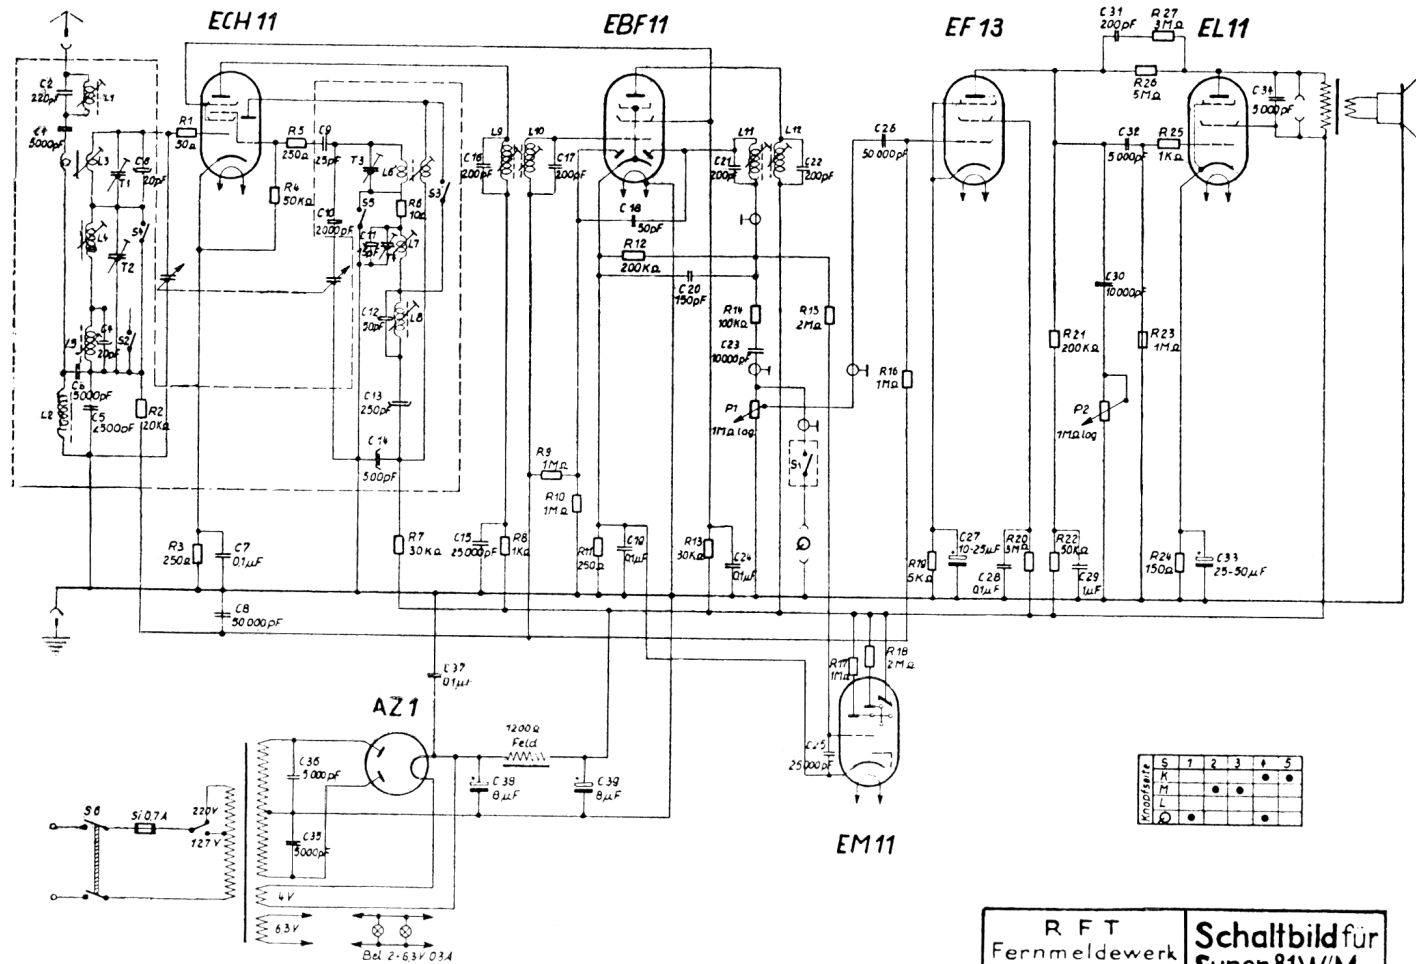 ECH 11
EBF11
EF 13
EL11
C31
200pF
R 27
3MΩ
R26
5MΩ
C2
220pF
L1
5000pF
R1
50Ω
R5
250Ω
C9
25pF
T3
L6
S3
L3
T1
20pF
R4
50KΩ
C10
2000pF
S5
R6
10Ω
C11
15pF
L7
L4
S4
T2
C12
50pF
L8
L5
C4
20pF
S2
C6
5000pF
L2
C5
2500pF
R2
20KΩ
C13
250pF
C14
500pF
L9
L10
C16
200pF
C17
200pF
C18
50pF
R12
200KΩ
C20
150pF
L11
L12
C21
200pF
C22
200pF
R14
100KΩ
R15
2MΩ
C23
10000pF
P1
1MΩ log
S1
C26
50000pF
R16
1MΩ
C32
5000pF
R25
1KΩ
C34
5000pF
C30
10000pF
R21
200KΩ
R23
1MΩ
P2
1MΩ log
R9
1MΩ
R10
1MΩ
R3
250Ω
C7
0,1µF
R7
30KΩ
C15
25000pF
R8
1KΩ
R11
250Ω
C19
0,1µF
R13
30KΩ
C24
0,1µF
R19
5KΩ
C27
10-25µF
R20
3MΩ
C28
0,1µF
R22
50KΩ
C29
1µF
R24
150Ω
C33
25-50µF
C8
50000pF
C37
0,1µF
AZ1
1200Ω
Feld
R17
1MΩ
R18
2MΩ
C25
25000pF
EM11
C36
5000pF
C35
5000pF
C38
8µF
C39
8µF
S6
Si 0,7A
220V
127V
4V
6,3V
Bel 2-6,3V 0,3A
Knopfseite
S 1 2 3 4 5
K
M
L
R F T
Fernmeldewerk
Schaltbild für
Super 81W/M